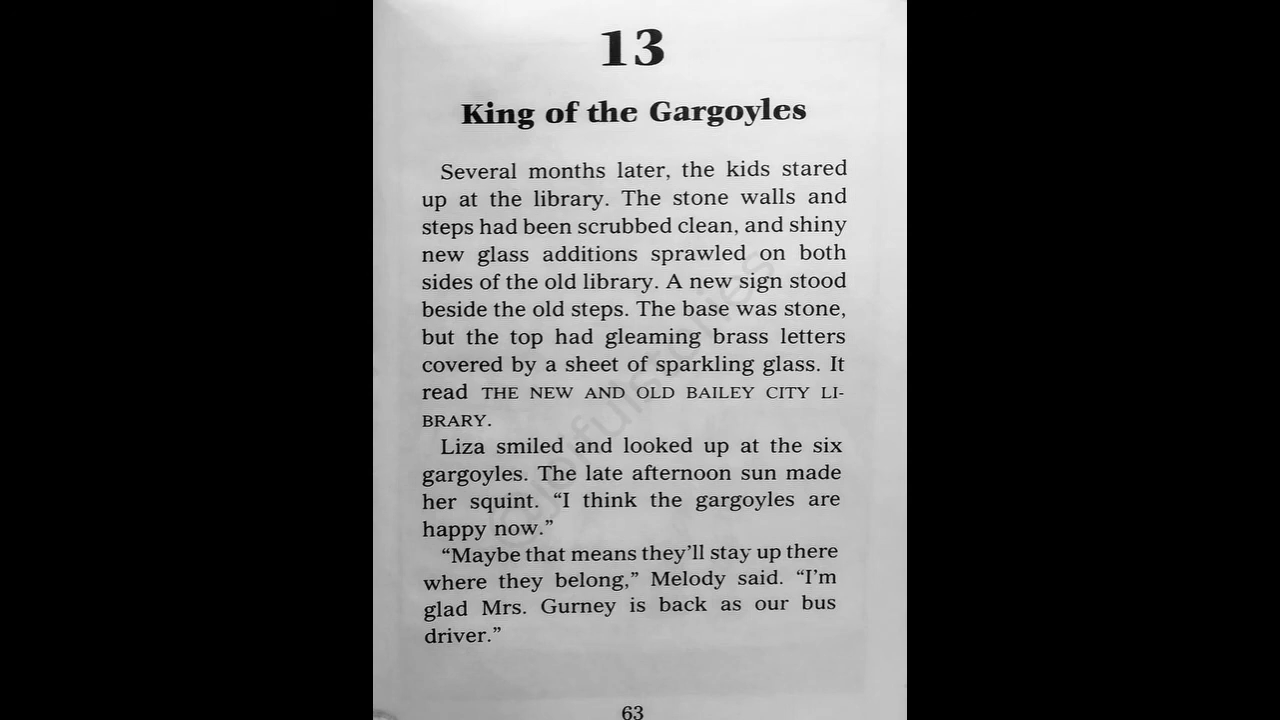 13
King of the Gargoyles
Several months later, the kids stared
up at the library. The stone walls and
steps had been scrubbed clean, and shiny
new glass additions sprawled on both
sides of the old library. A new sign stood
beside the old steps. The base was stone,
but the top had gleaming brass letters
covered by a sheet of sparkling glass. It
read THE NEW AND OLD BAILEY CITY LI-
BRARY.
Liza smiled and looked up at the six
gargoyles. The late afternoon sun made
her squint. “I think the gargoyles are
happy now.”
“Maybe that means they’ll stay up there
where they belong,” Melody said. “I’m
glad Mrs. Gurney is back as our bus
driver.”
63